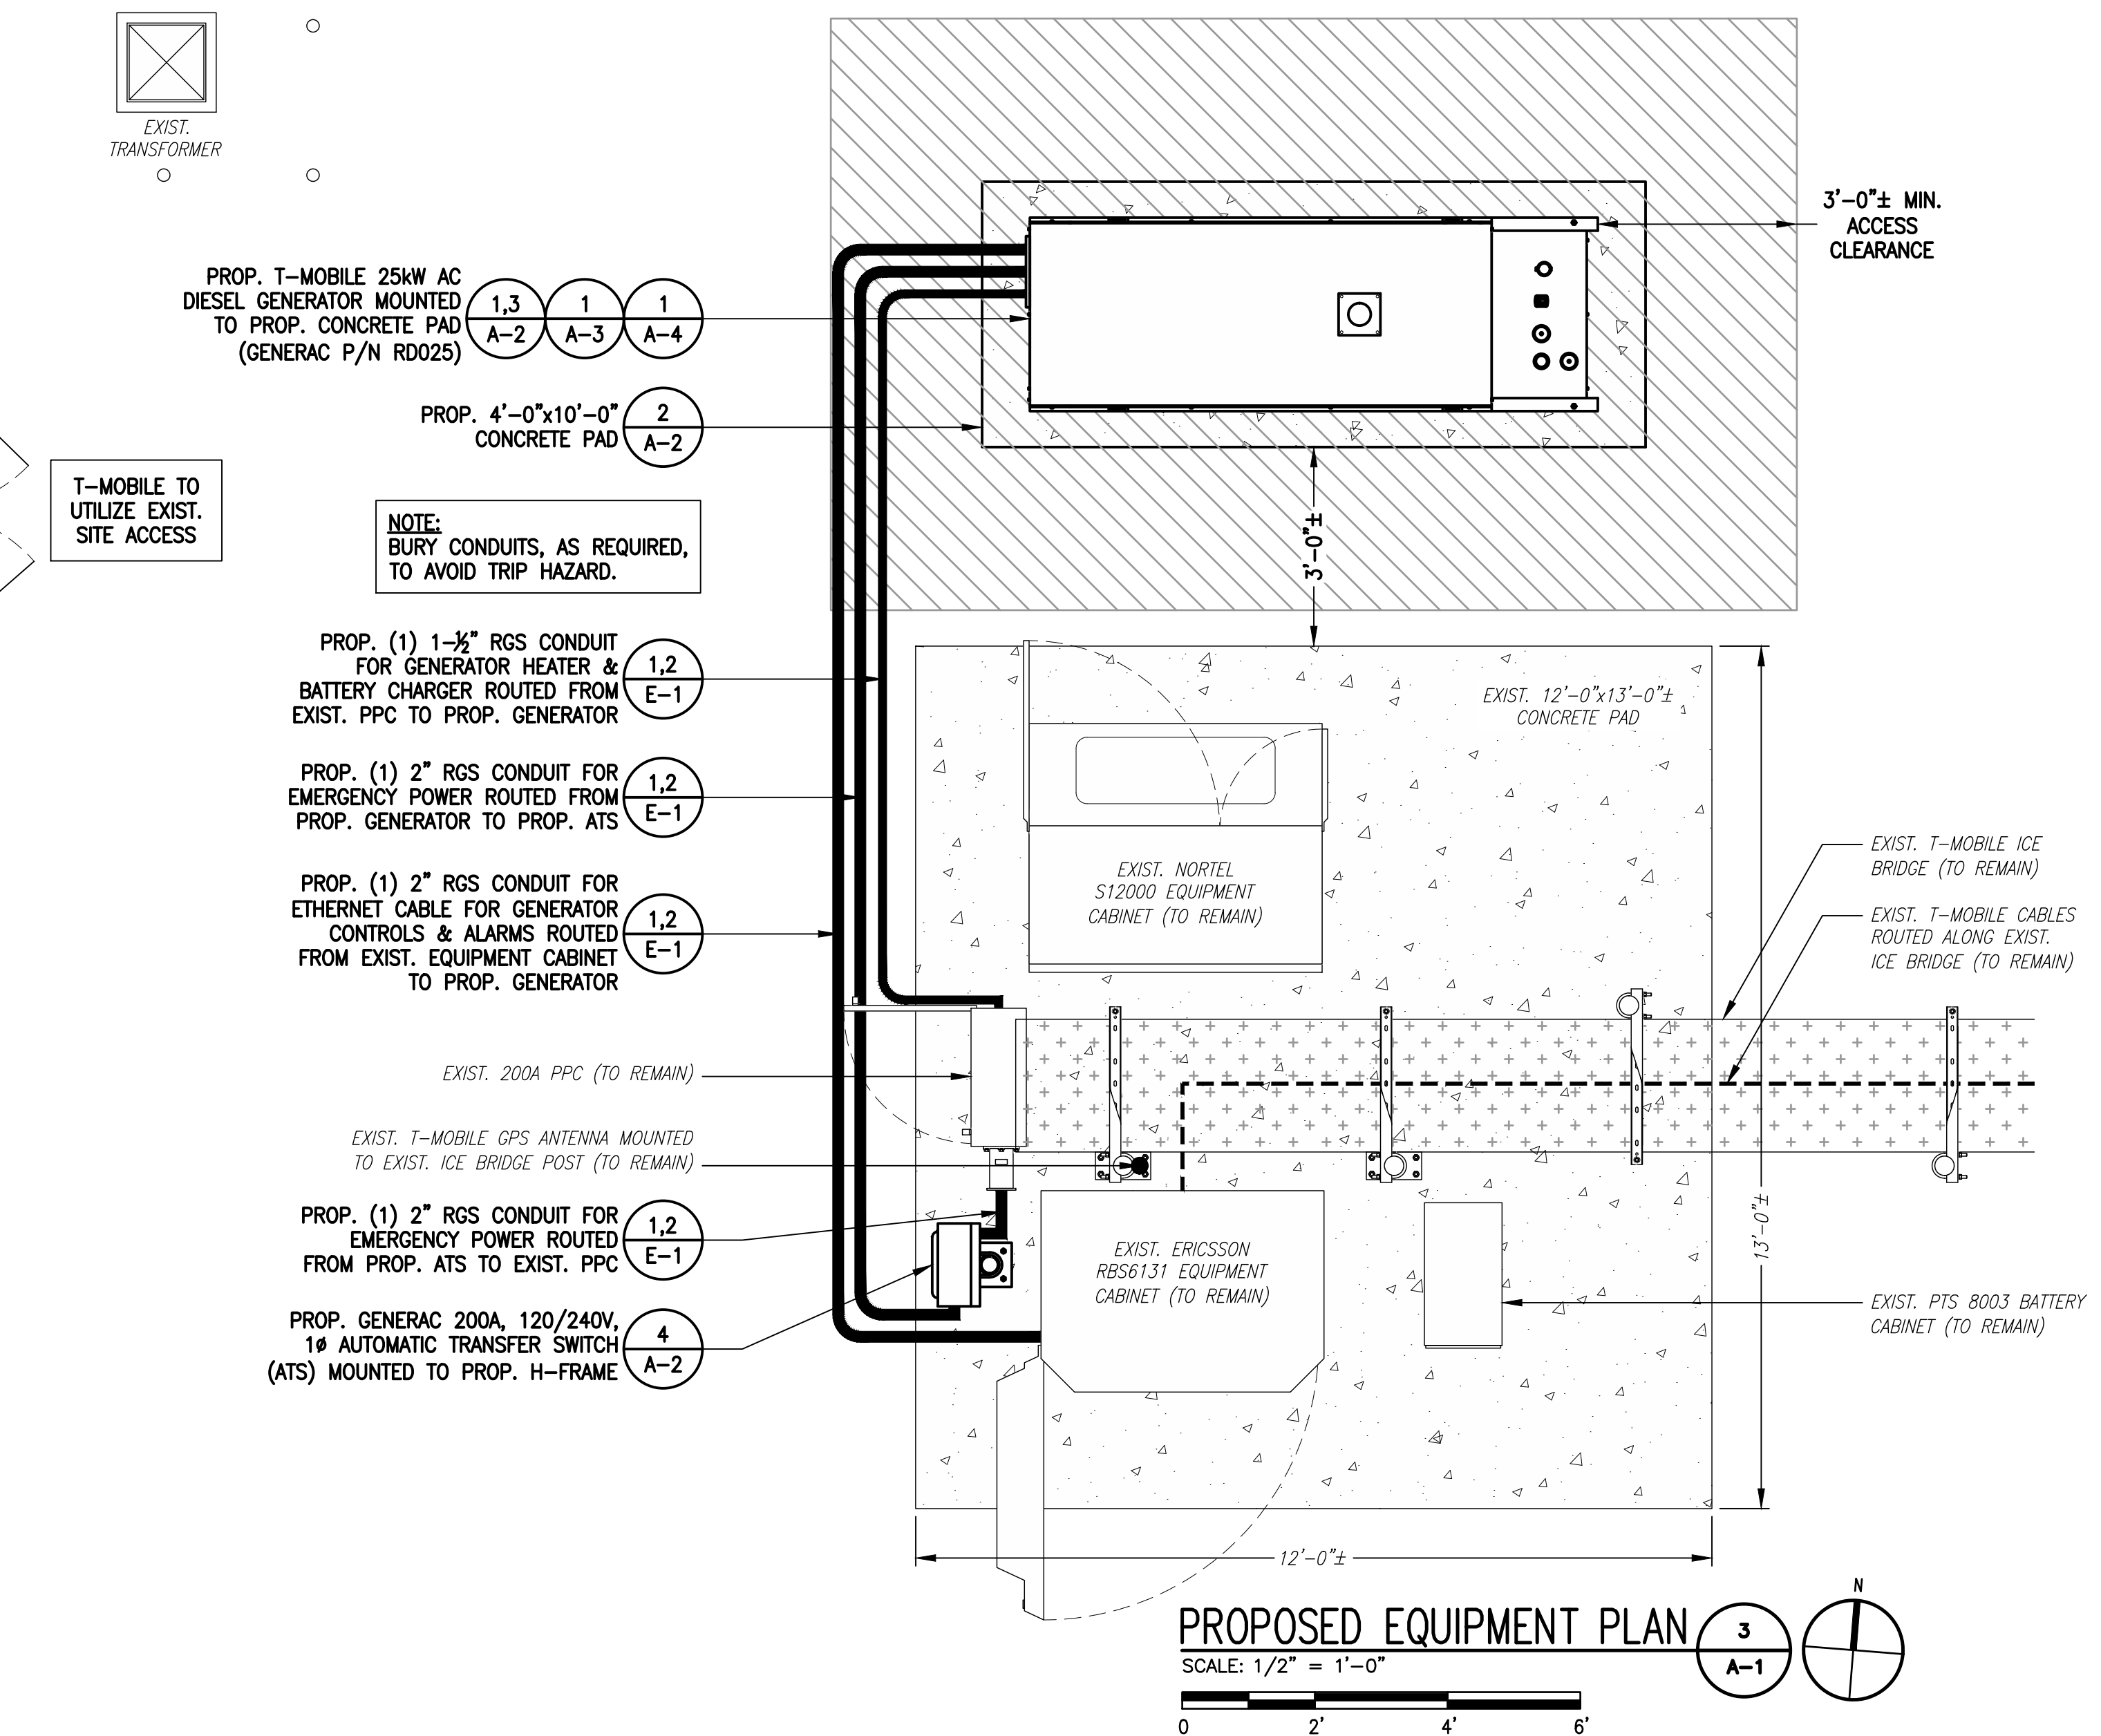 EXIST.
TRANSFORMER
3'-0"± MIN.
ACCESS
CLEARANCE
PROP. T-MOBILE 25kW AC
DIESEL GENERATOR MOUNTED
TO PROP. CONCRETE PAD
(GENERAC P/N RD025)
1,3
A-2
1
A-3
1
A-4
PROP. 4'-0"x10'-0"
CONCRETE PAD
2
A-2
T-MOBILE TO
UTILIZE EXIST.
SITE ACCESS
NOTE:
BURY CONDUITS, AS REQUIRED,
TO AVOID TRIP HAZARD.
3'-0"±
PROP. (1) 1-½" RGS CONDUIT
FOR GENERATOR HEATER &
BATTERY CHARGER ROUTED FROM
EXIST. PPC TO PROP. GENERATOR
1,2
E-1
EXIST. 12'-0"x13'-0"±
CONCRETE PAD
PROP. (1) 2" RGS CONDUIT FOR
EMERGENCY POWER ROUTED FROM
PROP. GENERATOR TO PROP. ATS
1,2
E-1
PROP. (1) 2" RGS CONDUIT FOR
ETHERNET CABLE FOR GENERATOR
CONTROLS & ALARMS ROUTED
FROM EXIST. EQUIPMENT CABINET
TO PROP. GENERATOR
1,2
E-1
EXIST. NORTEL
S12000 EQUIPMENT
CABINET (TO REMAIN)
EXIST. T-MOBILE ICE
BRIDGE (TO REMAIN)
EXIST. T-MOBILE CABLES
ROUTED ALONG EXIST.
ICE BRIDGE (TO REMAIN)
EXIST. 200A PPC (TO REMAIN)
EXIST. T-MOBILE GPS ANTENNA MOUNTED
TO EXIST. ICE BRIDGE POST (TO REMAIN)
PROP. (1) 2" RGS CONDUIT FOR
EMERGENCY POWER ROUTED
FROM PROP. ATS TO EXIST. PPC
1,2
E-1
EXIST. ERICSSON
RBS6131 EQUIPMENT
CABINET (TO REMAIN)
13'-0"±
EXIST. PTS 8003 BATTERY
CABINET (TO REMAIN)
PROP. GENERAC 200A, 120/240V,
1ø AUTOMATIC TRANSFER SWITCH
(ATS) MOUNTED TO PROP. H-FRAME
4
A-2
12'-0"±
PROPOSED EQUIPMENT PLAN
SCALE: 1/2" = 1'-0"
3
A-1
N
0 2' 4' 6'